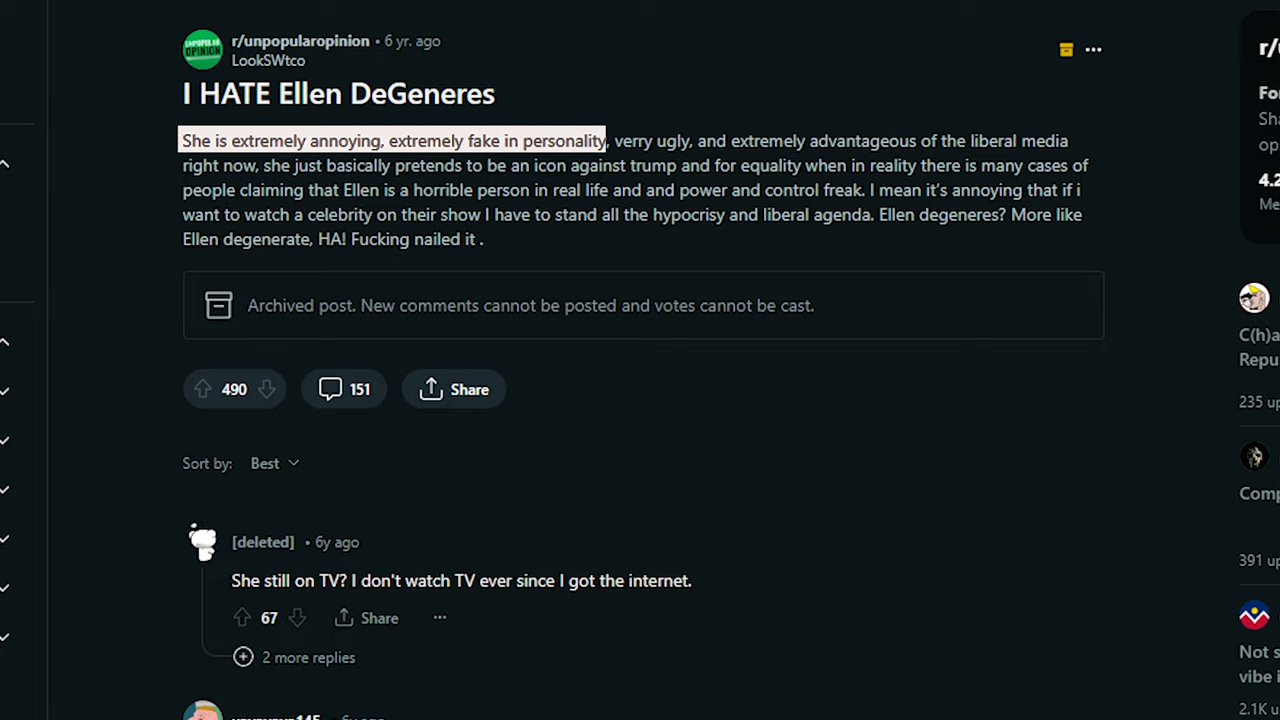 r/unpopularopinion • 6 yr. ago
LookSWtco
I HATE Ellen DeGeneres
She is extremely annoying, extremely fake in personality, verry ugly, and extremely advantageous of the liberal media
right now, she just basically pretends to be an icon against trump and for equality when in reality there is many cases of
people claiming that Ellen is a horrible person in real life and and power and control freak. I mean it's annoying that if i
want to watch a celebrity on their show I have to stand all the hypocrisy and liberal agenda. Ellen degeneres? More like
Ellen degenerate, HA! Fucking nailed it .
Archived post. New comments cannot be posted and votes cannot be cast.
490 151 Share
Sort by: Best
[deleted] • 6y ago
She still on TV? I don't watch TV ever since I got the internet.
67 Share
2 more replies
r/
4.2
C(h)a
Repu
235 up
Comp
391 up
Not s
vibe i
2.1K u